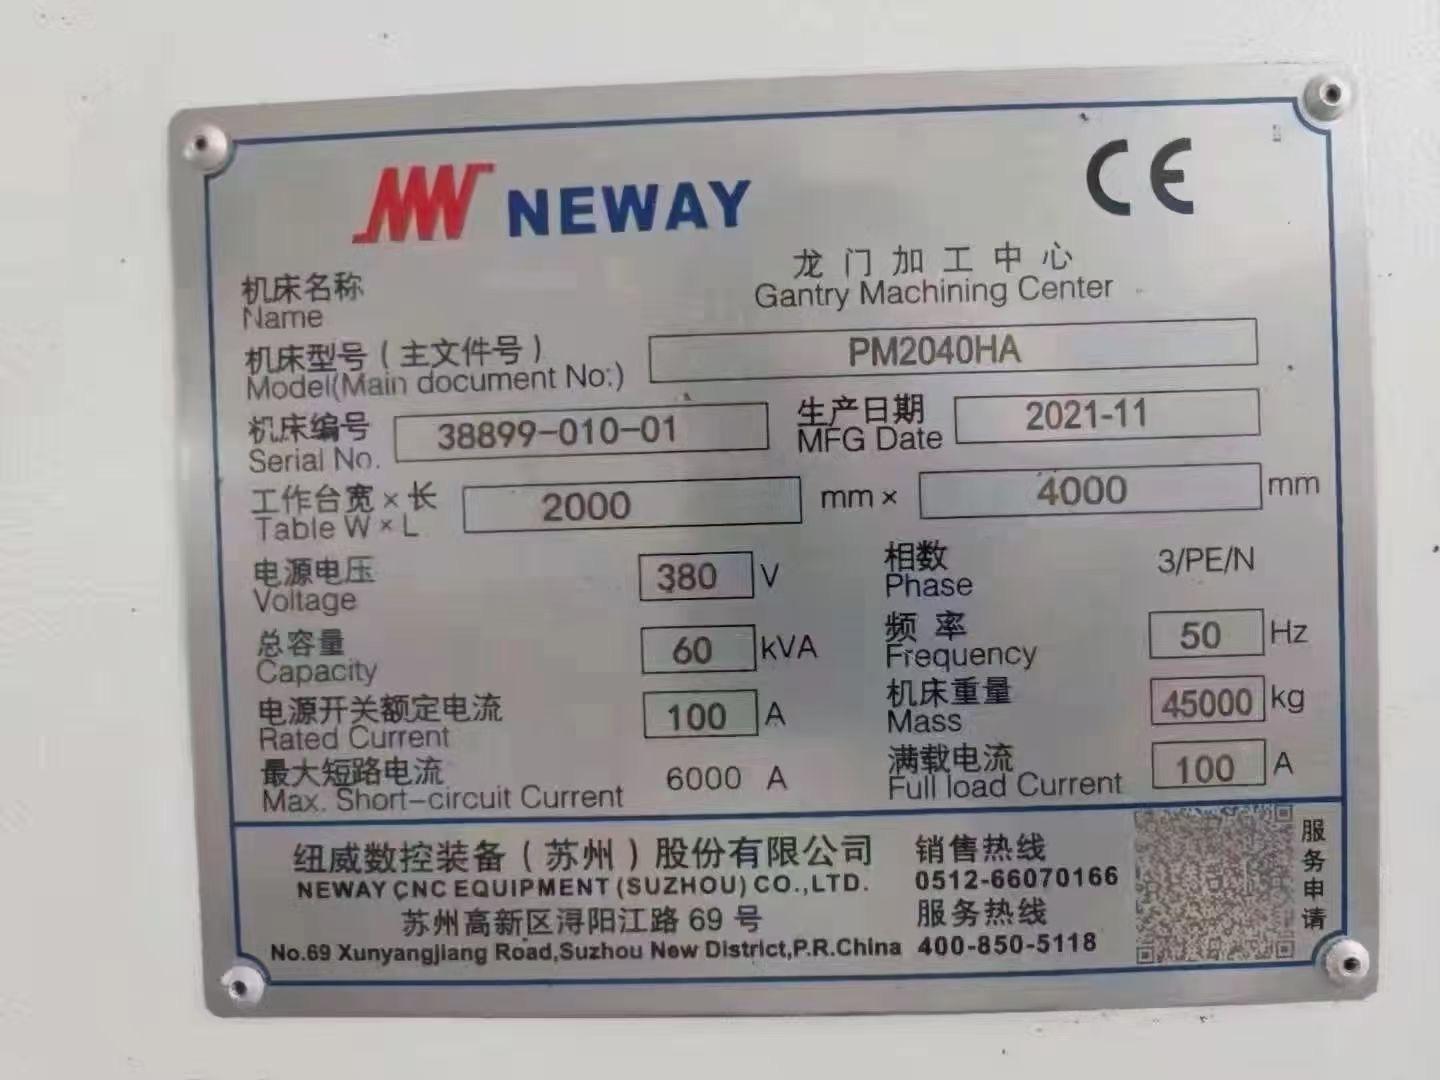 NEWAY
CE
机床名称
Name
龙门加工中心
Gantry Machining Center
机床型号(主文件号)
Model(Main document No:)
PM2040HA
机床编号
Serial No.
38899-010-01
生产日期
MFG Date
2021-11
工作台宽×长
Table W×L
2000 mm × 4000 mm
电源电压
Voltage
380 V
相数
Phase
3/PE/N
总容量
Capacity
60 kVA
频率
Frequency
50 Hz
电源开关额定电流
Rated Current
100 A
机床重量
Mass
45000 kg
最大短路电流
Max. Short-circuit Current
6000 A
满载电流
Full load Current
100 A
纽威数控装备(苏州)股份有限公司
NEWAY CNC EQUIPMENT (SUZHOU) CO.,LTD.
苏州高新区浔阳江路 69 号
No.69 Xunyangjiang Road,Suzhou New District,P.R.China
销售热线
0512-66070166
服务热线
400-850-5118
服务申请